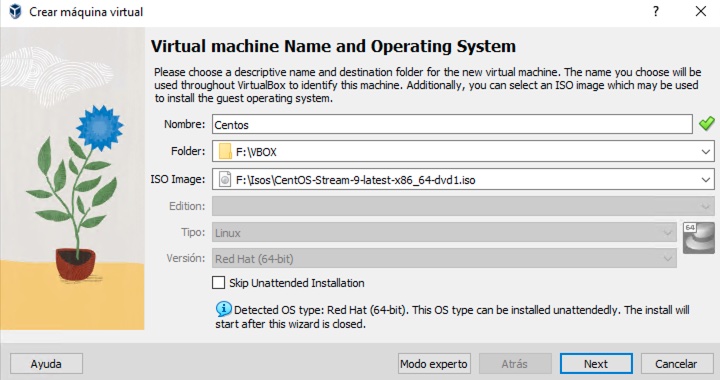 Crear máquina virtual
Virtual machine Name and Operating System
Please choose a descriptive name and destination folder for the new virtual machine. The name you choose will be
used throughout VirtualBox to identify this machine. Additionally, you can select an ISO image which may be used
to install the guest operating system.
Nombre: Centos
Folder: F:\VBOX
ISO Image: F:\Isos\CentOS-Stream-9-latest-x86_64-dvd1.iso
Edition:
Tipo: Linux
64
Versión: Red Hat (64-bit)
Skip Unattended Installation
Detected OS type: Red Hat (64-bit). This OS type can be installed unattendedly. The install will
start after this wizard is closed.
Ayuda Modo experto Atrás Next Cancelar